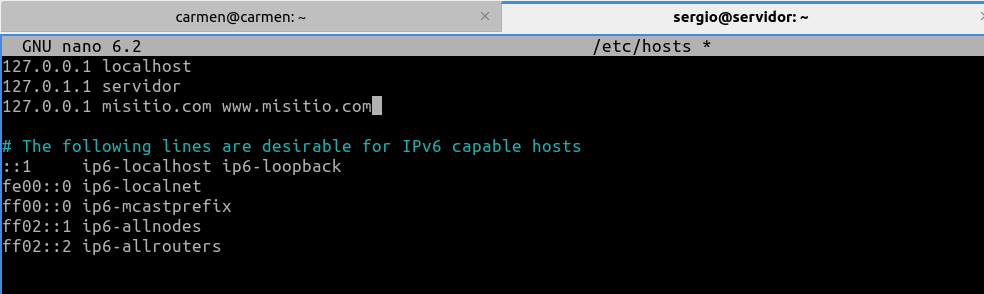 carmen@carmen: ~ ×
sergio@servidor: ~ ×
GNU nano 6.2 /etc/hosts *
127.0.0.1 localhost
127.0.1.1 servidor
127.0.0.1 misitio.com www.misitio.com
# The following lines are desirable for IPv6 capable hosts
::1     ip6-localhost ip6-loopback
fe00::0 ip6-localnet
ff00::0 ip6-mcastprefix
ff02::1 ip6-allnodes
ff02::2 ip6-allrouters